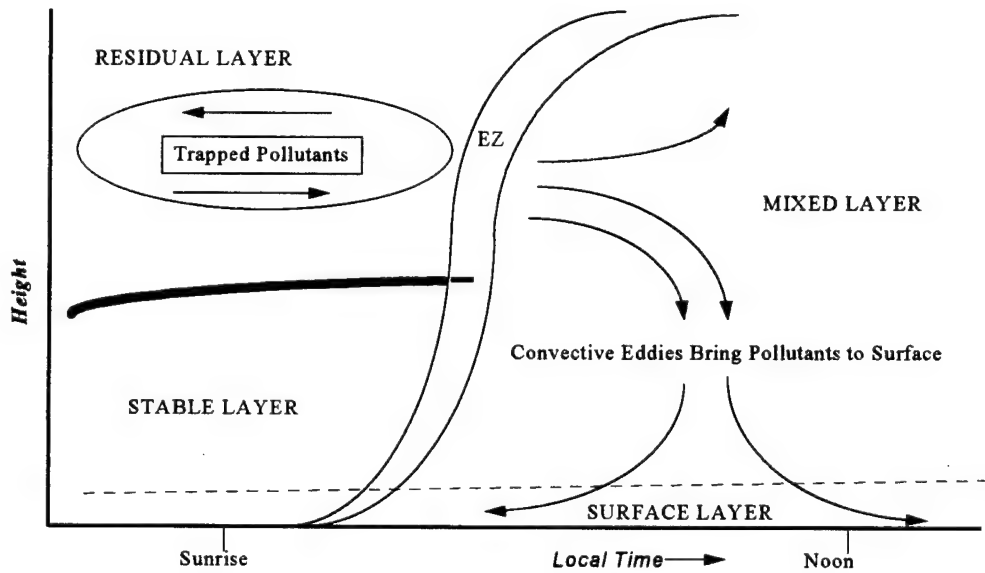 RESIDUAL LAYER
Trapped Pollutants
EZ
MIXED LAYER
Height
Convective Eddies Bring Pollutants to Surface
STABLE LAYER
SURFACE LAYER
Sunrise
Local Time
Noon